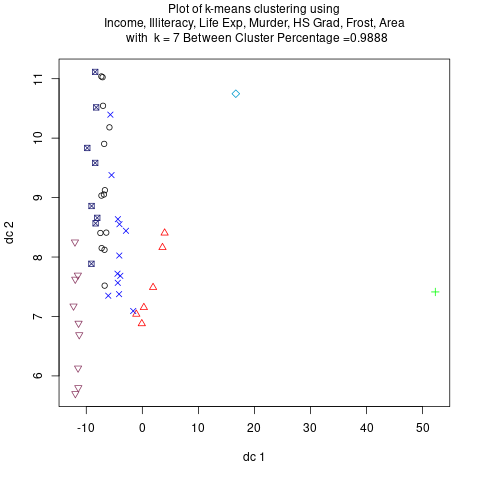 Plot of k-means clustering using
Income, Illiteracy, Life Exp, Murder, HS Grad, Frost, Area
with k = 7 Between Cluster Percentage =0.9888
11
10
9
8
7
6
dc 2
-10 0 10 20 30 40 50
dc 1